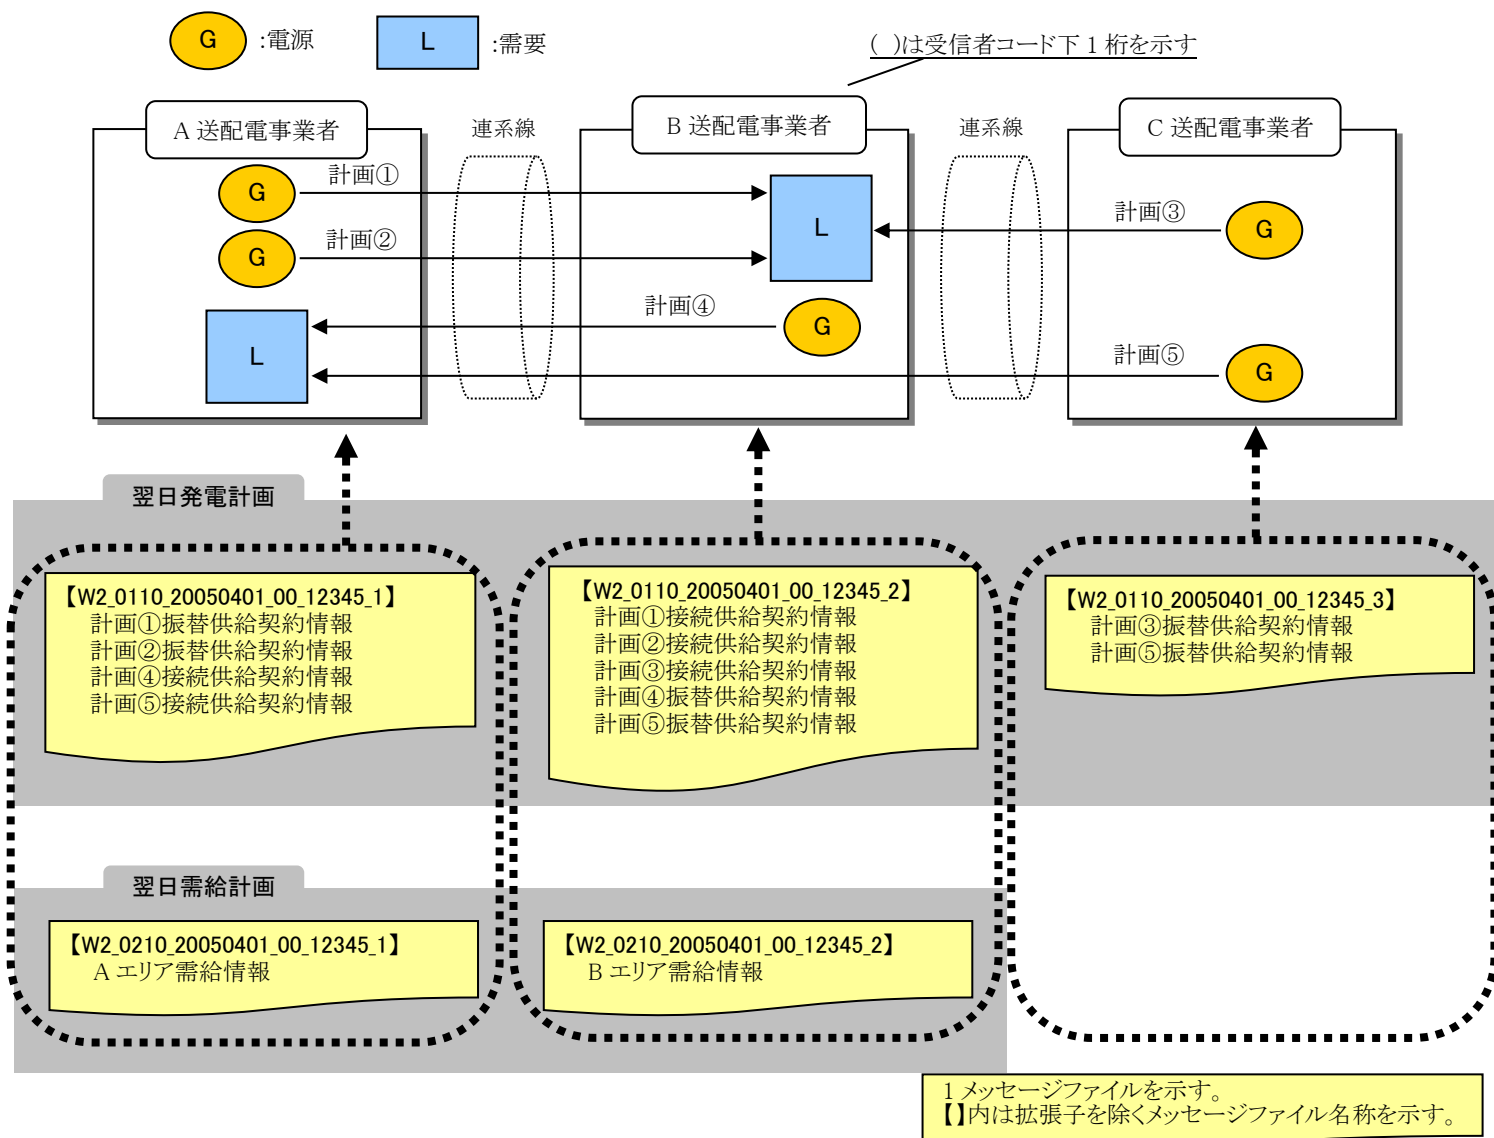 G :電源
L :需要
( )は受信者コード下 1 桁を示す
A 送配電事業者
連系線
B 送配電事業者
連系線
C 送配電事業者
G
計画①
L
計画③
G
G
計画②
計画④
G
L
計画⑤
G
翌日発電計画
【W2_0110_20050401_00_12345_1】
計画①振替供給契約情報
計画②振替供給契約情報
計画④接続供給契約情報
計画⑤接続供給契約情報
【W2_0110_20050401_00_12345_2】
計画①接続供給契約情報
計画②接続供給契約情報
計画③接続供給契約情報
計画④振替供給契約情報
計画⑤振替供給契約情報
【W2_0110_20050401_00_12345_3】
計画③振替供給契約情報
計画⑤振替供給契約情報
翌日需給計画
【W2_0210_20050401_00_12345_1】
A エリア需給情報
【W2_0210_20050401_00_12345_2】
B エリア需給情報
1 メッセージファイルを示す。
【】内は拡張子を除くメッセージファイル名称を示す。